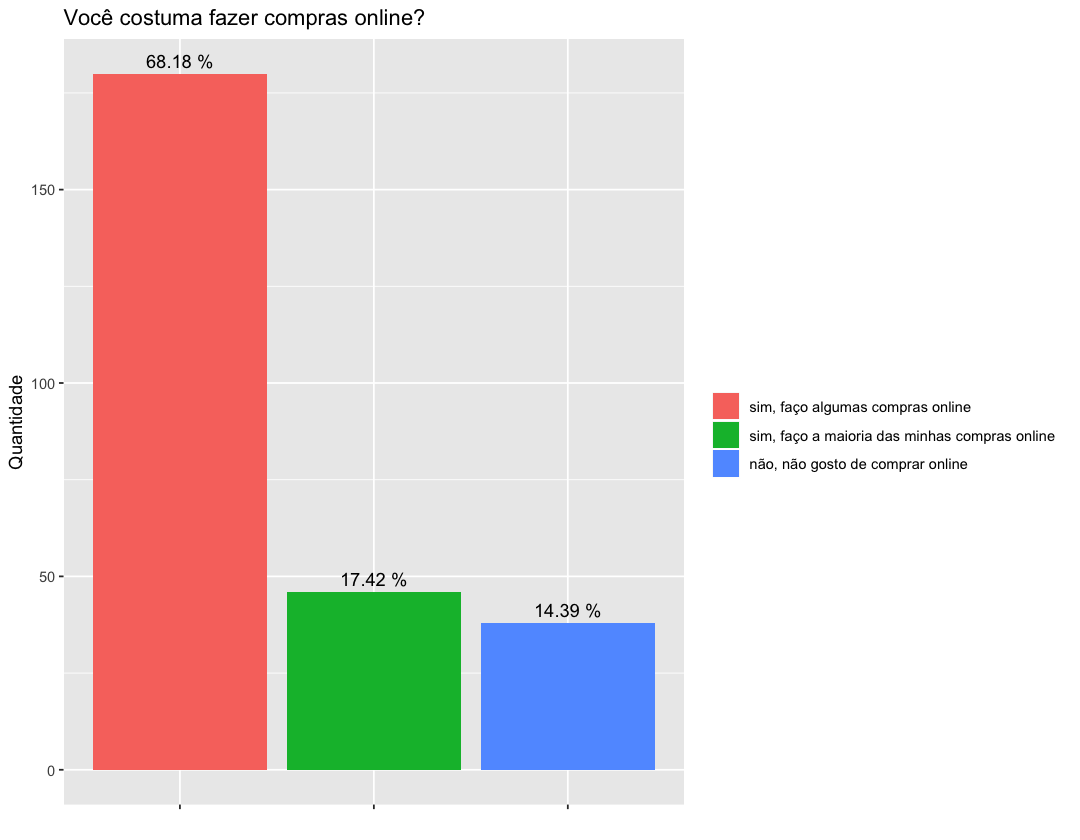 Você costuma fazer compras online?
68.18 %
17.42 %
14.39 %
150
100
50
0
Quantidade
sim, faço algumas compras online
sim, faço a maioria das minhas compras online
não, não gosto de comprar online